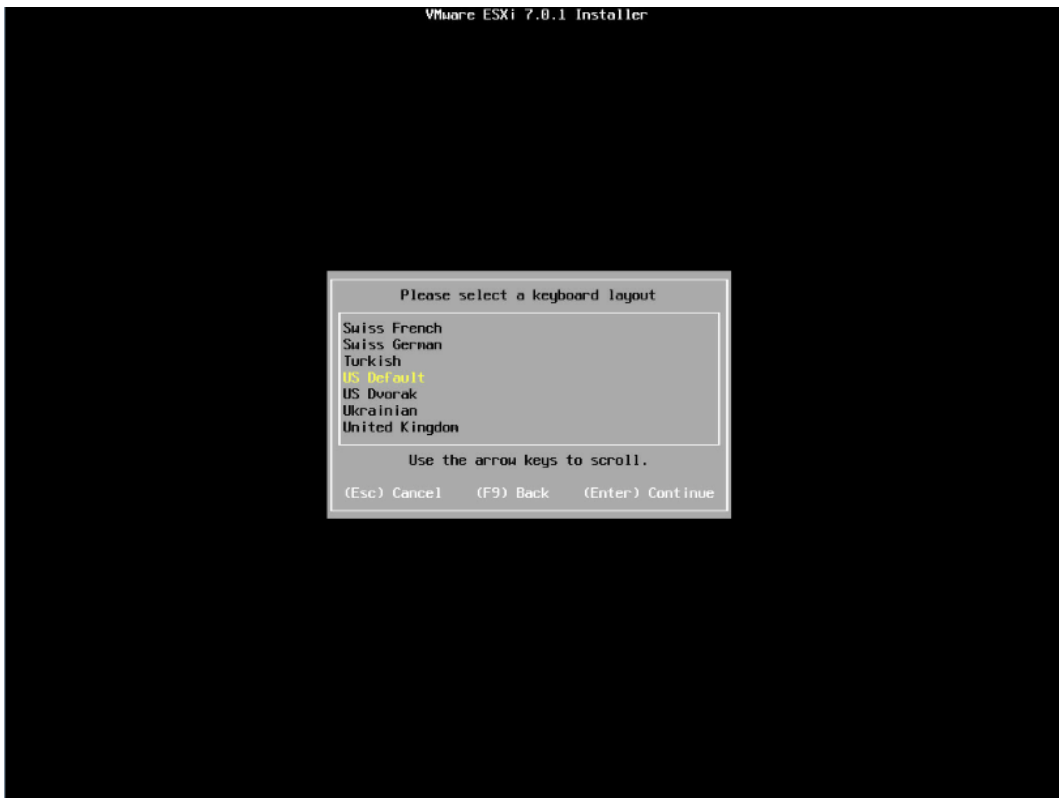 VMware ESXi 7.0.1 Installer
Please select a keyboard layout
Swiss French
Swiss German
Turkish
US Default
US Dvorak
Ukrainian
United Kingdom
Use the arrow keys to scroll.
(Esc) Cancel (F9) Back (Enter) Continue